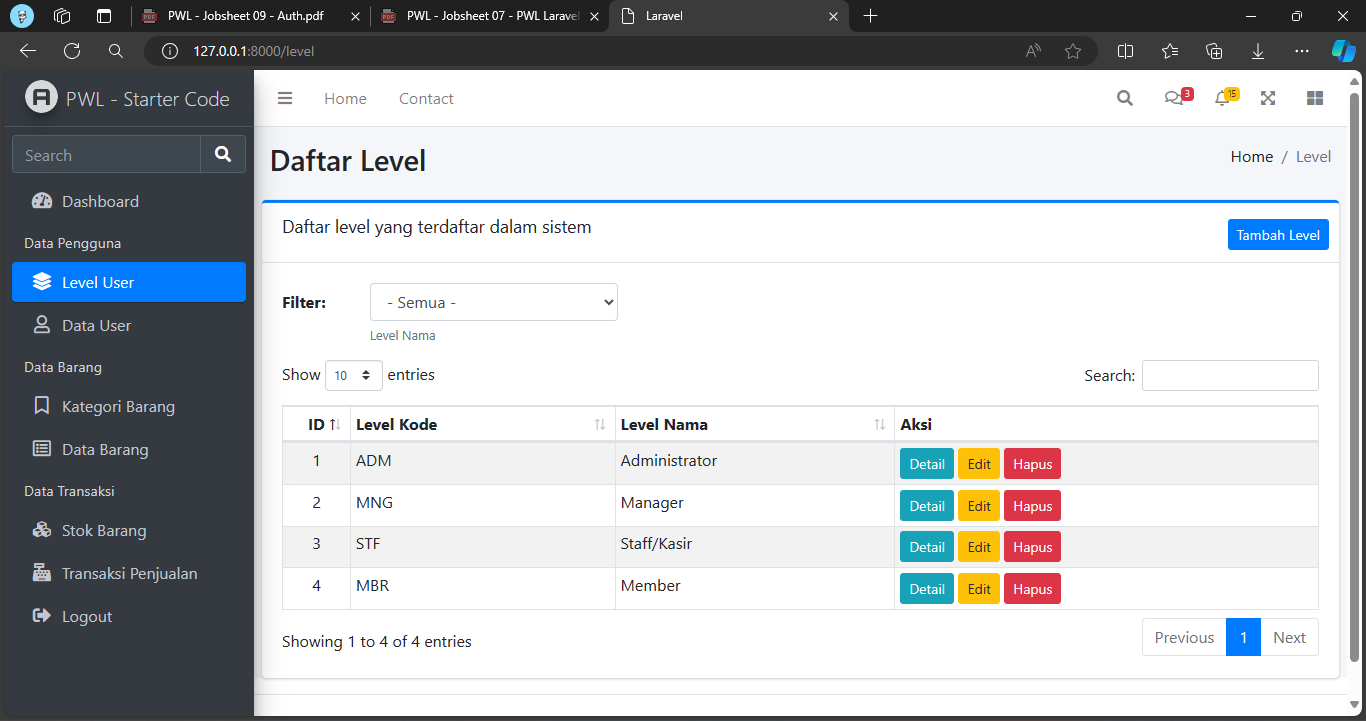 PWL - Jobsheet 09 - Auth.pdf
PWL - Jobsheet 07 - PWL Laravel
Laravel
127.0.0.1:8000/level
PWL - Starter Code
Home Contact
3
15
Search
Daftar Level
Home / Level
Dashboard
Data Pengguna
Level User
Data User
Data Barang
Kategori Barang
Data Barang
Data Transaksi
Stok Barang
Transaksi Penjualan
Logout
Daftar level yang terdaftar dalam sistem
Tambah Level
Filter: - Semua -
Level Nama
Show 10 entries
Search:
ID Level Kode Level Nama Aksi
1 ADM Administrator Detail Edit Hapus
2 MNG Manager Detail Edit Hapus
3 STF Staff/Kasir Detail Edit Hapus
4 MBR Member Detail Edit Hapus
Showing 1 to 4 of 4 entries
Previous 1 Next